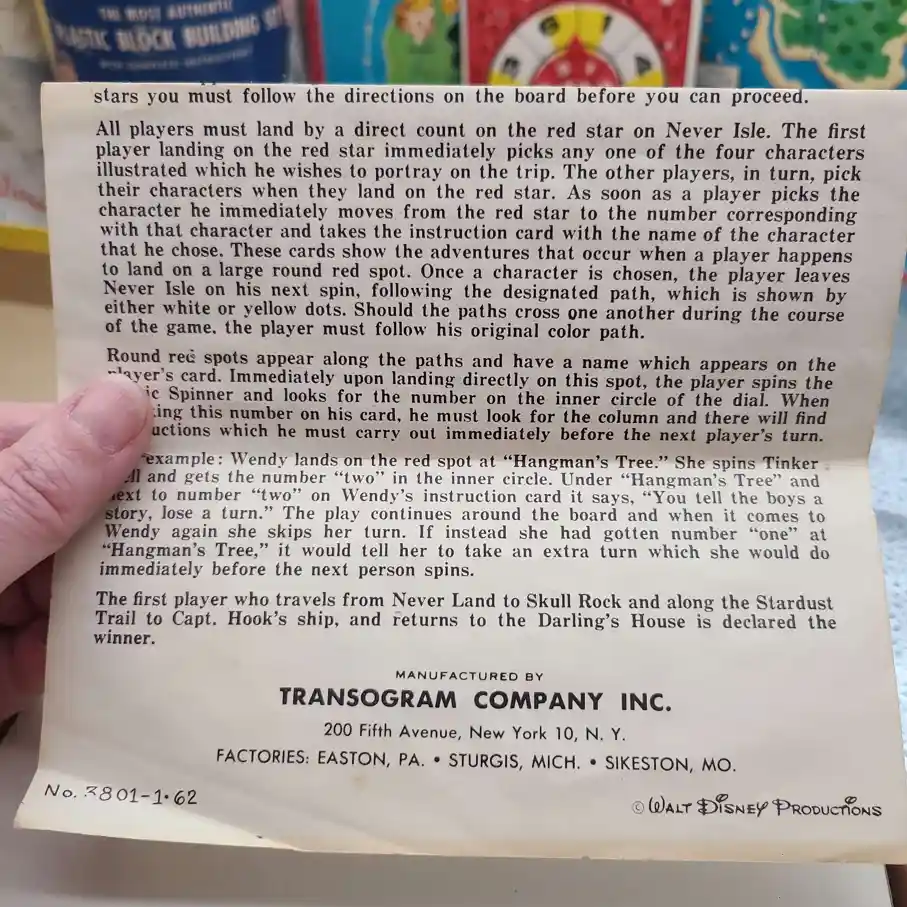 THE MOST AUTHENTIC
PLASTIC BLOCK BUILDING SET
stars you must follow the directions on the board before you can proceed.
All players must land by a direct count on the red star on Never Isle. The first
player landing on the red star immediately picks any one of the four characters
illustrated which he wishes to portray on the trip. The other players, in turn, pick
their characters when they land on the red star. As soon as a player picks the
character he immediately moves from the red star to the number corresponding
with that character and takes the instruction card with the name of the character
that he chose. These cards show the adventures that occur when a player happens
to land on a large round red spot. Once a character is chosen, the player leaves
Never Isle on his next spin, following the designated path, which is shown by
either white or yellow dots. Should the paths cross one another during the course
of the game, the player must follow his original color path.
Round red spots appear along the paths and have a name which appears on the
player's card. Immediately upon landing directly on this spot, the player spins the
ic Spinner and looks for the number on the inner circle of the dial. When
ing this number on his card, he must look for the column and there will find
uctions which he must carry out immediately before the next player's turn.
example: Wendy lands on the red spot at “Hangman's Tree.” She spins Tinker
ell and gets the number “two” in the inner circle. Under “Hangman's Tree” and
next to number “two” on Wendy's instruction card it says, “You tell the boys a
story, lose a turn.” The play continues around the board and when it comes to
Wendy again she skips her turn. If instead she had gotten number “one” at
“Hangman's Tree,” it would tell her to take an extra turn which she would do
immediately before the next person spins.
The first player who travels from Never Land to Skull Rock and along the Stardust
Trail to Capt. Hook's ship, and returns to the Darling's House is declared the
winner.
MANUFACTURED BY
TRANSOGRAM COMPANY INC.
200 Fifth Avenue, New York 10, N. Y.
FACTORIES: EASTON, PA. • STURGIS, MICH. • SIKESTON, MO.
No. 3801-1·62
© WALT DISNEY PRODUCTIONS